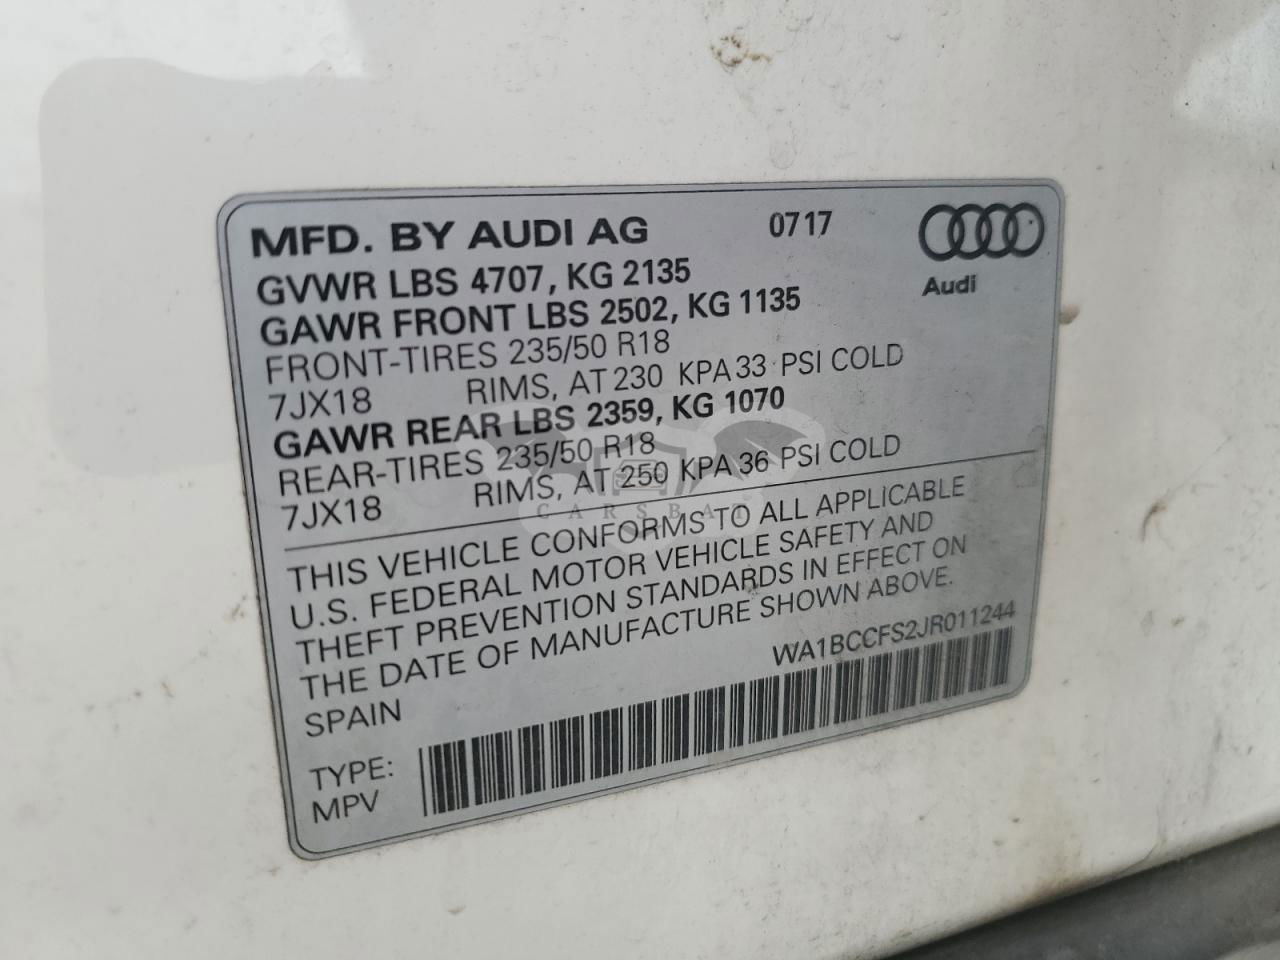 MFD. BY AUDI AG 0717
Audi
GVWR LBS 4707, KG 2135
GAWR FRONT LBS 2502, KG 1135
FRONT-TIRES 235/50 R18
7JX18 RIMS, AT 230 KPA 33 PSI COLD
GAWR REAR LBS 2359, KG 1070
REAR-TIRES 235/50 R18
7JX18 RIMS, AT 250 KPA 36 PSI COLD
CARSBAT
THIS VEHICLE CONFORMS TO ALL APPLICABLE
U.S. FEDERAL MOTOR VEHICLE SAFETY AND
THEFT PREVENTION STANDARDS IN EFFECT ON
THE DATE OF MANUFACTURE SHOWN ABOVE.
SPAIN WA1BCCFS2JR011244
TYPE:
MPV